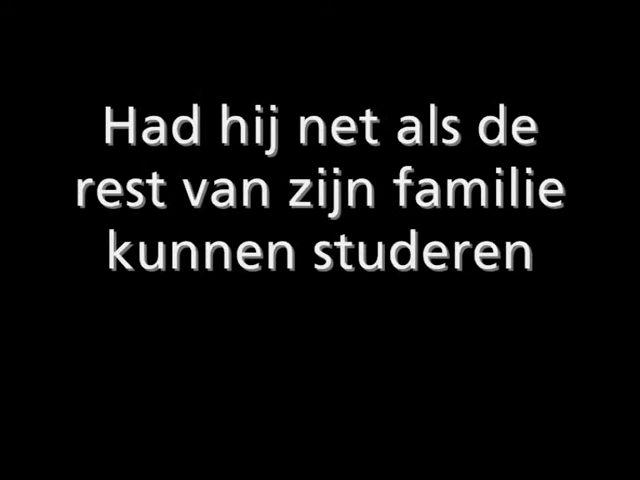 Had hij net als de
rest van zijn familie
kunnen studeren